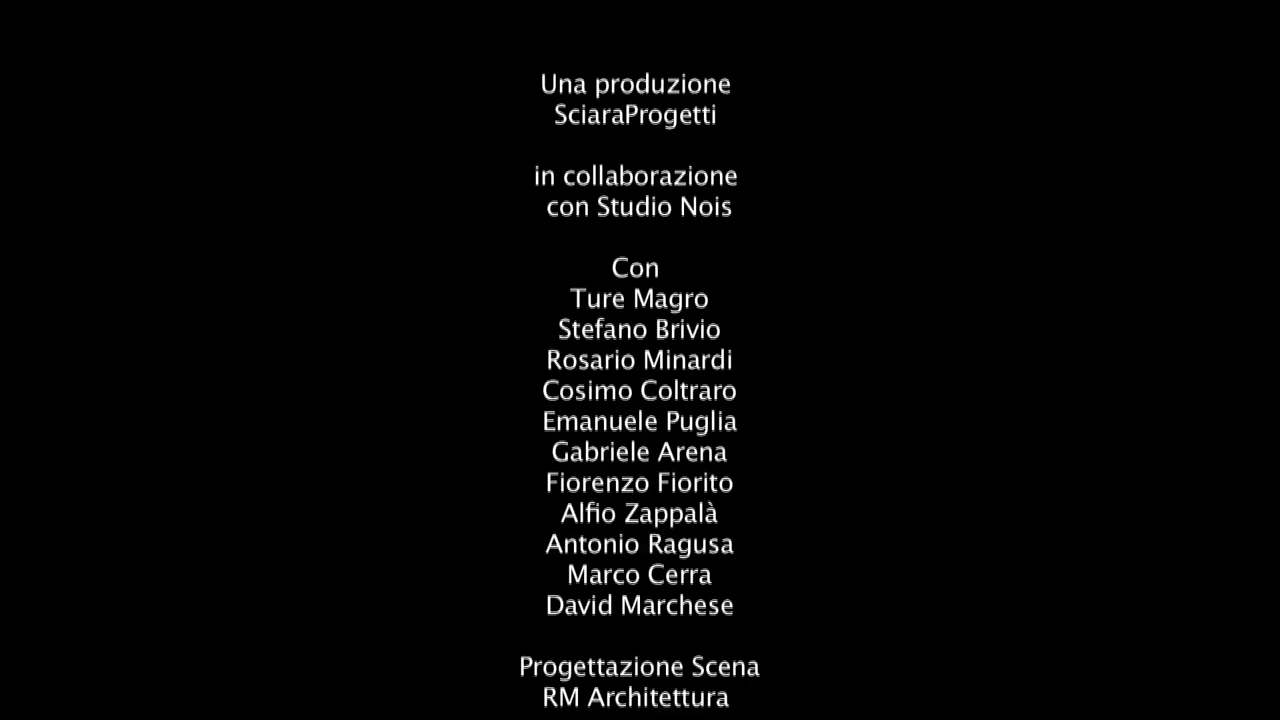 Una produzione
SciaraProgetti
in collaborazione
con Studio Nois
Con
Ture Magro
Stefano Brivio
Rosario Minardi
Cosimo Coltraro
Emanuele Puglia
Gabriele Arena
Fiorenzo Fiorito
Alfio Zappalà
Antonio Ragusa
Marco Cerra
David Marchese
Progettazione Scena
RM Architettura